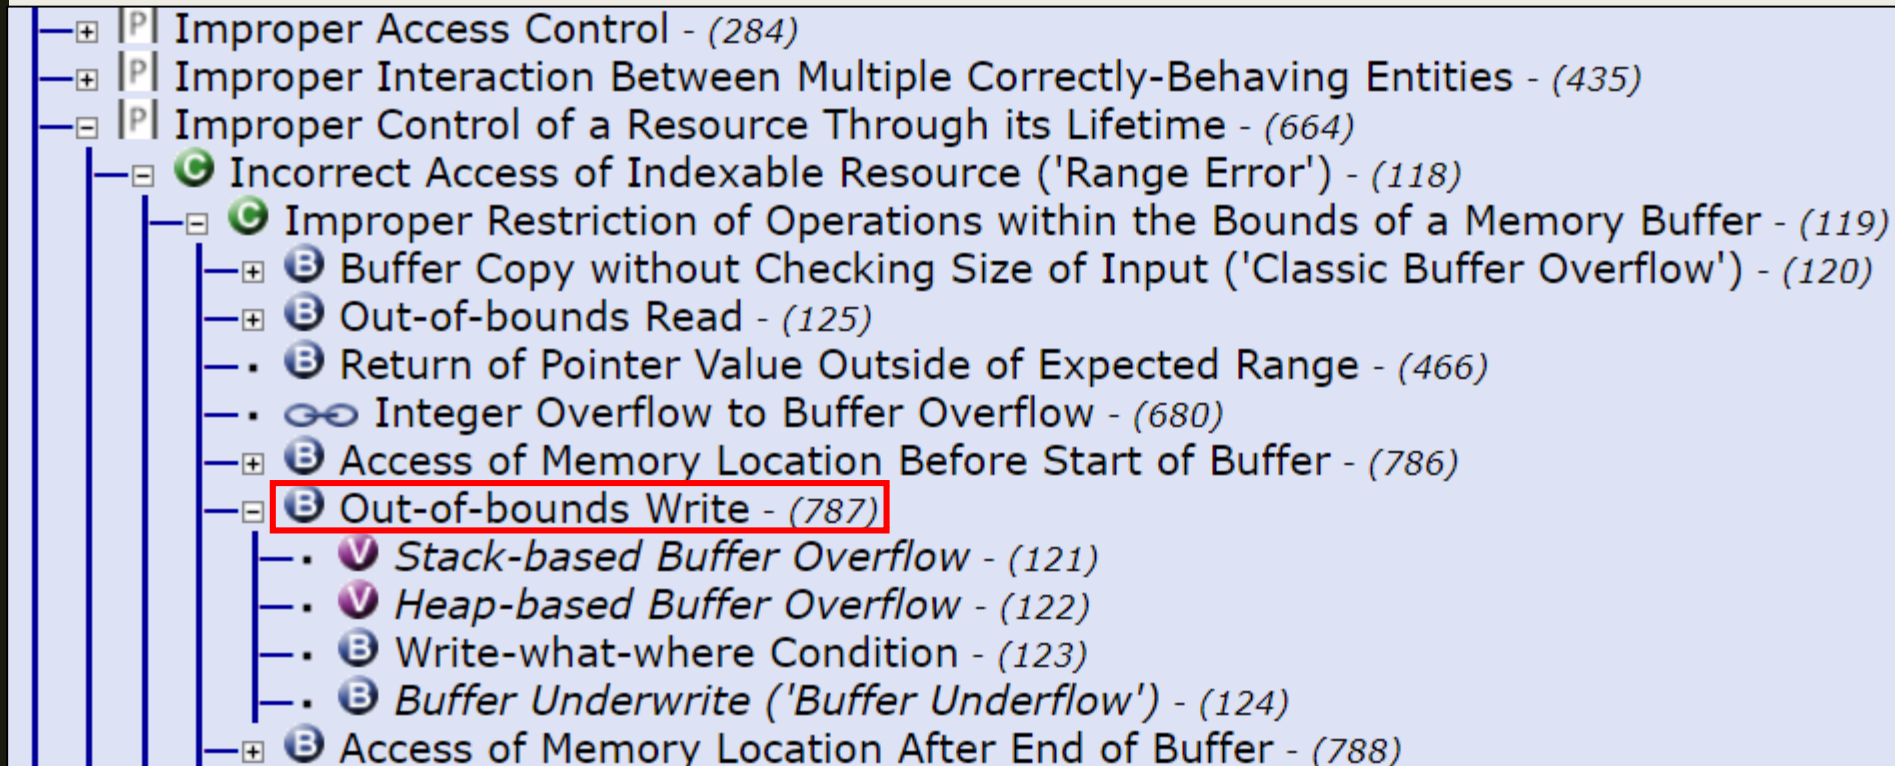 P Improper Access Control - (284)
P Improper Interaction Between Multiple Correctly-Behaving Entities - (435)
P Improper Control of a Resource Through its Lifetime - (664)
C Incorrect Access of Indexable Resource ('Range Error') - (118)
C Improper Restriction of Operations within the Bounds of a Memory Buffer - (119)
B Buffer Copy without Checking Size of Input ('Classic Buffer Overflow') - (120)
B Out-of-bounds Read - (125)
B Return of Pointer Value Outside of Expected Range - (466)
Integer Overflow to Buffer Overflow - (680)
B Access of Memory Location Before Start of Buffer - (786)
B Out-of-bounds Write - (787)
V Stack-based Buffer Overflow - (121)
V Heap-based Buffer Overflow - (122)
B Write-what-where Condition - (123)
B Buffer Underwrite ('Buffer Underflow') - (124)
B Access of Memory Location After End of Buffer - (788)